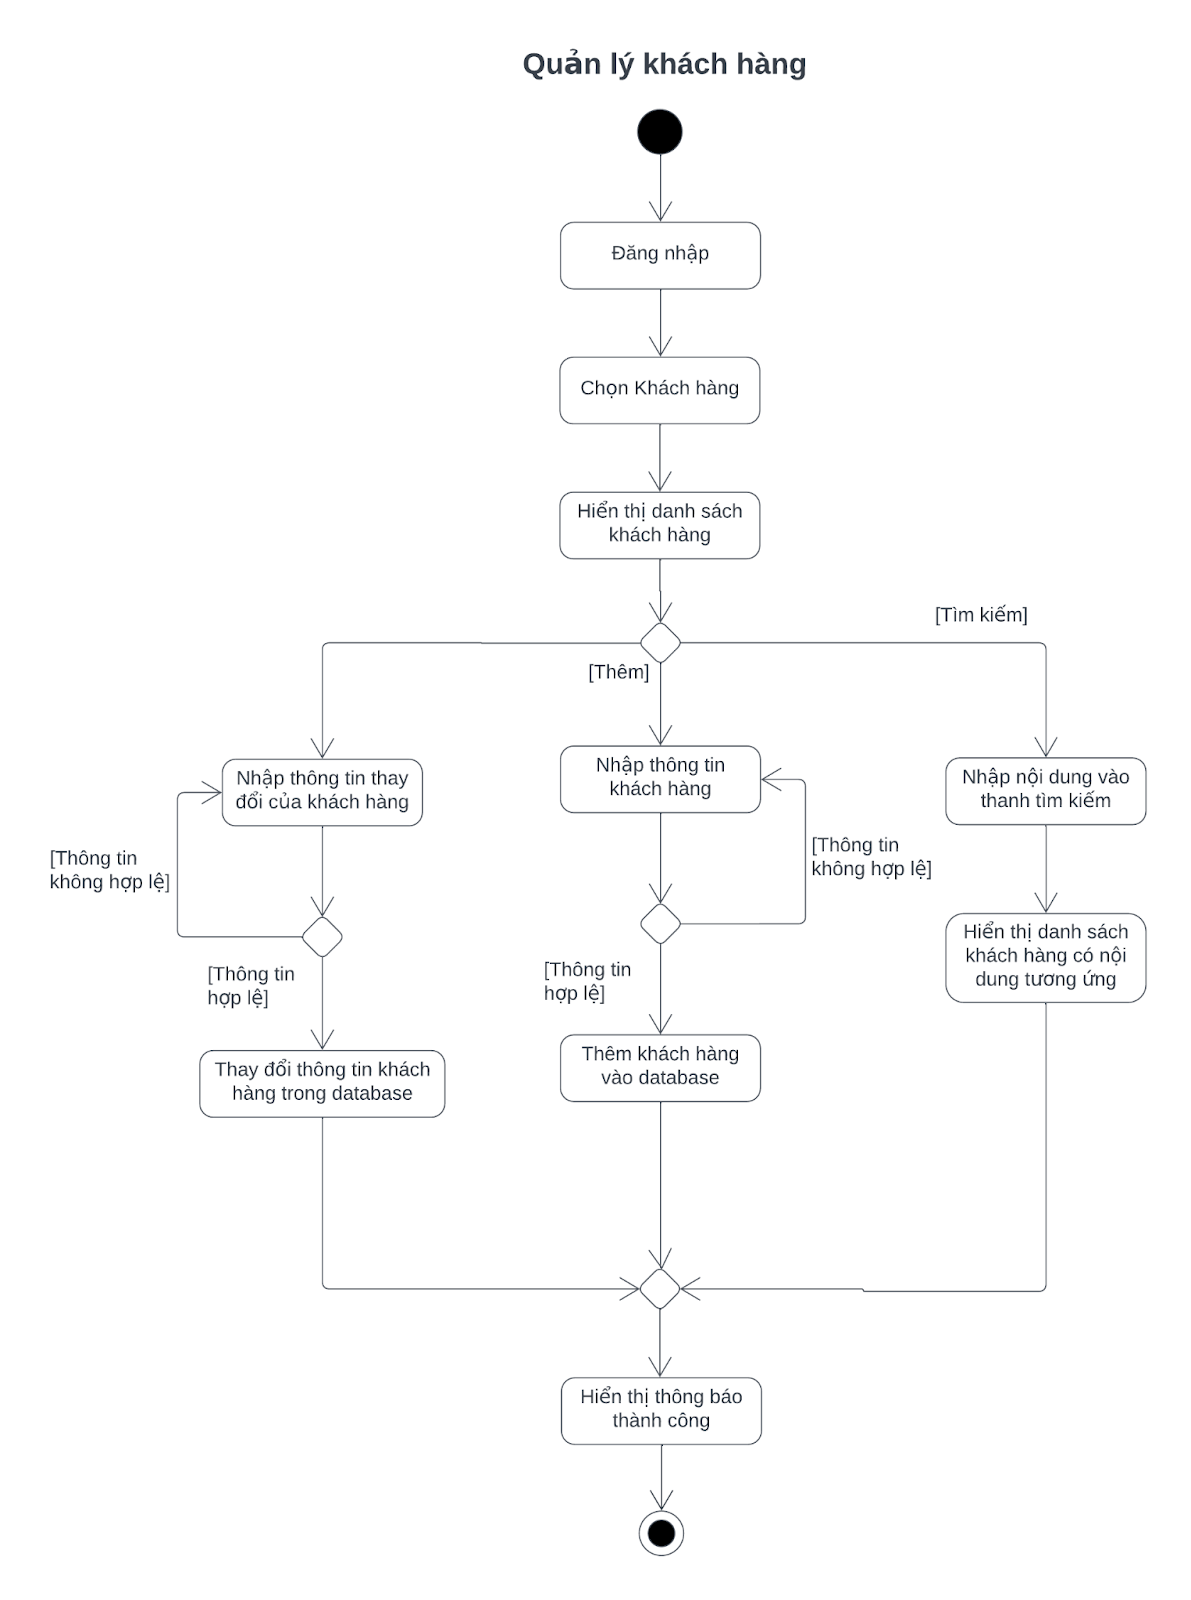 Quản lý khách hàng
Đăng nhập
Chọn Khách hàng
Hiển thị danh sách
khách hàng
[Tìm kiếm]
[Thêm]
Nhập thông tin thay
đổi của khách hàng
Nhập thông tin
khách hàng
Nhập nội dung vào
thanh tìm kiếm
[Thông tin
không hợp lệ]
[Thông tin
không hợp lệ]
Hiển thị danh sách
khách hàng có nội
dung tương ứng
[Thông tin
hợp lệ]
[Thông tin
hợp lệ]
Thay đổi thông tin khách
hàng trong database
Thêm khách hàng
vào database
Hiển thị thông báo
thành công